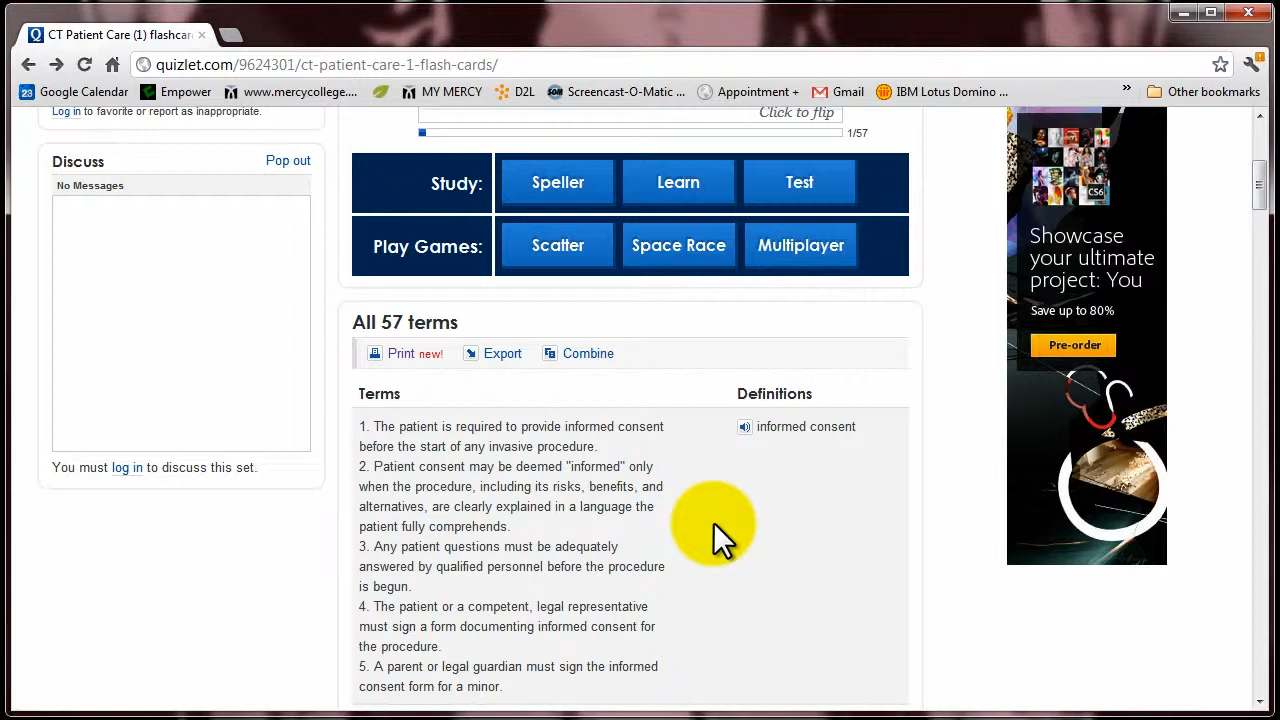 CT Patient Care (1) flashcar
quizlet.com/9624301/ct-patient-care-1-flash-cards/
23 Google Calendar
Empower
www.mercycollege....
MY MERCY
D2L
SOM Screencast-O-Matic ...
Appointment +
Gmail
IBM Lotus Domino ...
»
Other bookmarks
Log in to favorite or report as inappropriate.
Discuss
Pop out
No Messages
You must log in to discuss this set.
Click to flip
1/57
Study:
Speller
Learn
Test
Play Games:
Scatter
Space Race
Multiplayer
All 57 terms
Print new!
Export
Combine
Terms
Definitions
1. The patient is required to provide informed consent
before the start of any invasive procedure.
2. Patient consent may be deemed "informed" only
when the procedure, including its risks, benefits, and
alternatives, are clearly explained in a language the
patient fully comprehends.
3. Any patient questions must be adequately
answered by qualified personnel before the procedure
is begun.
4. The patient or a competent, legal representative
must sign a form documenting informed consent for
the procedure.
5. A parent or legal guardian must sign the informed
consent form for a minor.
informed consent
CS6
Showcase
your ultimate
project: You
Save up to 80%
Pre-order